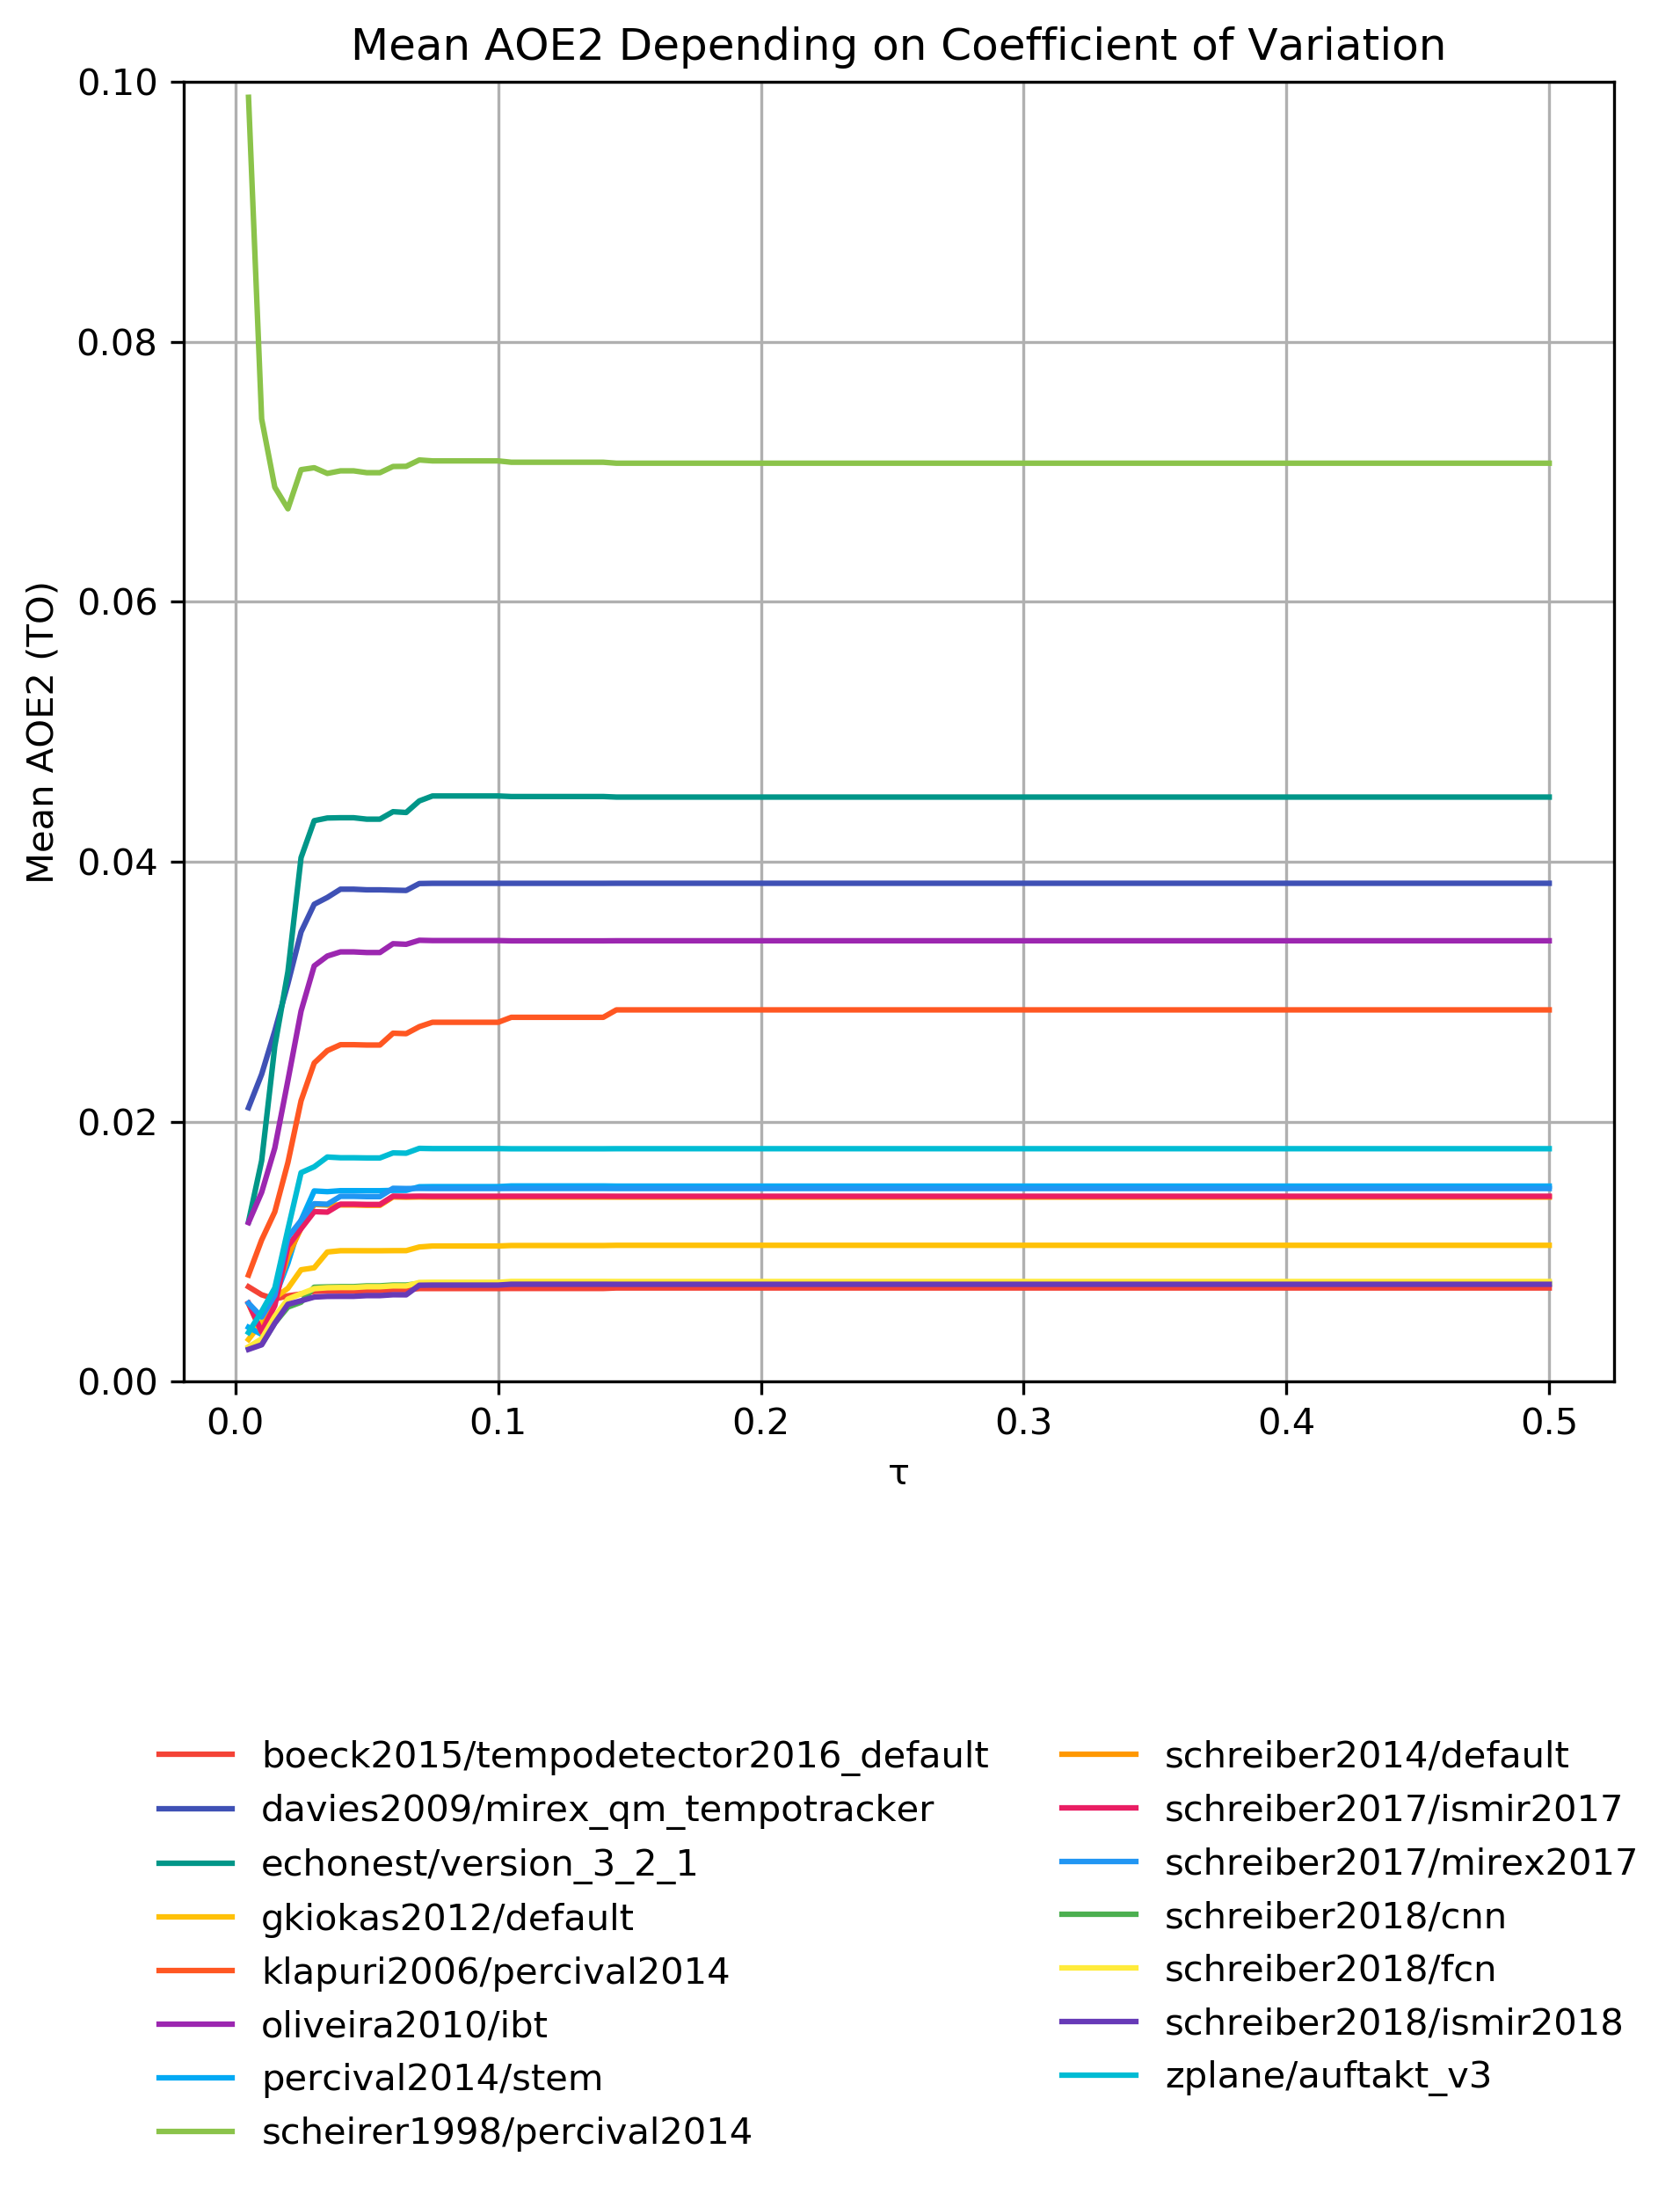 Mean AOE2 Depending on Coefficient of Variation
Mean AOE2 (TO)
0.10
0.08
0.06
0.04
0.02
0.00
0.0 0.1 0.2 0.3 0.4 0.5
τ
boeck2015/tempodetector2016_default
davies2009/mirex_qm_tempotracker
echonest/version_3_2_1
gkiokas2012/default
klapuri2006/percival2014
oliveira2010/ibt
percival2014/stem
scheirer1998/percival2014
schreiber2014/default
schreiber2017/ismir2017
schreiber2017/mirex2017
schreiber2018/cnn
schreiber2018/fcn
schreiber2018/ismir2018
zplane/auftakt_v3